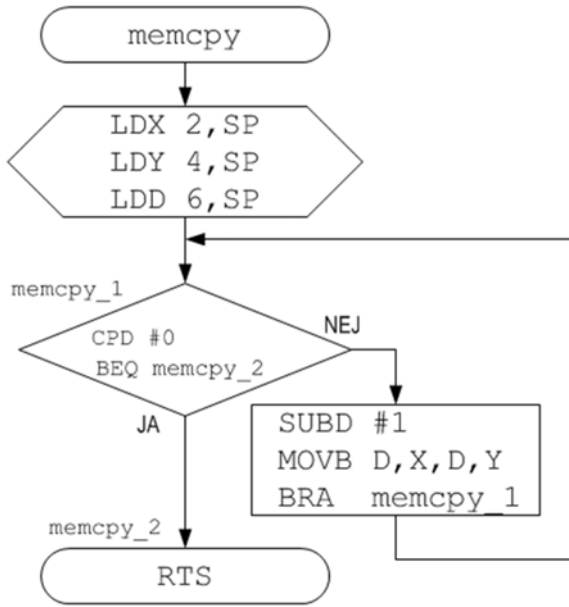 memcpy
LDX 2,SP
LDY 4,SP
LDD 6,SP
memcpy_1
CPD #0
BEQ memcpy_2
NEJ
JA
SUBD #1
MOVB D,X,D,Y
BRA memcpy_1
memcpy_2
RTS